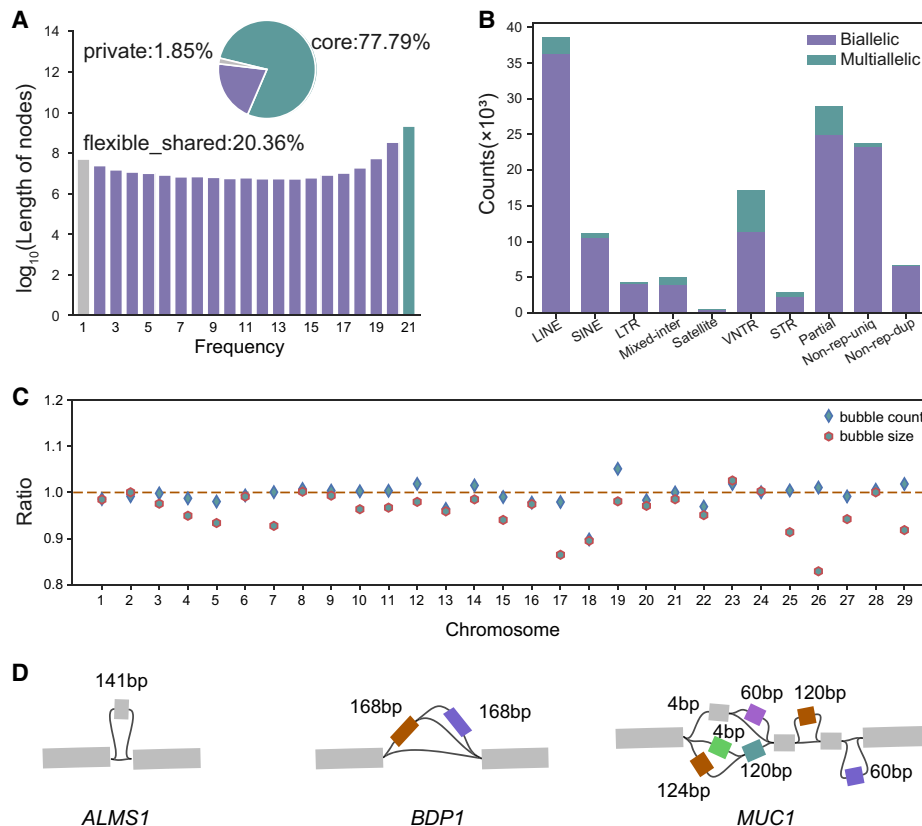 A
14
12
10
8
6
4
2
0
log10(Length of nodes)
private:1.85%
core:77.79%
flexible_shared:20.36%
1 3 5 7 9 11 13 15 17 19 21
Frequency
B
40
35
30
25
20
15
10
5
0
Counts(×10³)
Biallelic
Multiallelic
LINE SINE LTR Mixed-inter Satellite VNTR STR Partial Non-rep-uniq Non-rep-dup
C
1.2
1.1
1.0
0.9
0.8
Ratio
bubble count
bubble size
1 2 3 4 5 6 7 8 9 10 11 12 13 14 15 16 17 18 19 20 21 22 23 24 25 26 27 28 29
Chromosome
D
141bp
ALMS1
168bp
168bp
BDP1
4bp
60bp
120bp
4bp
124bp
120bp
60bp
MUC1